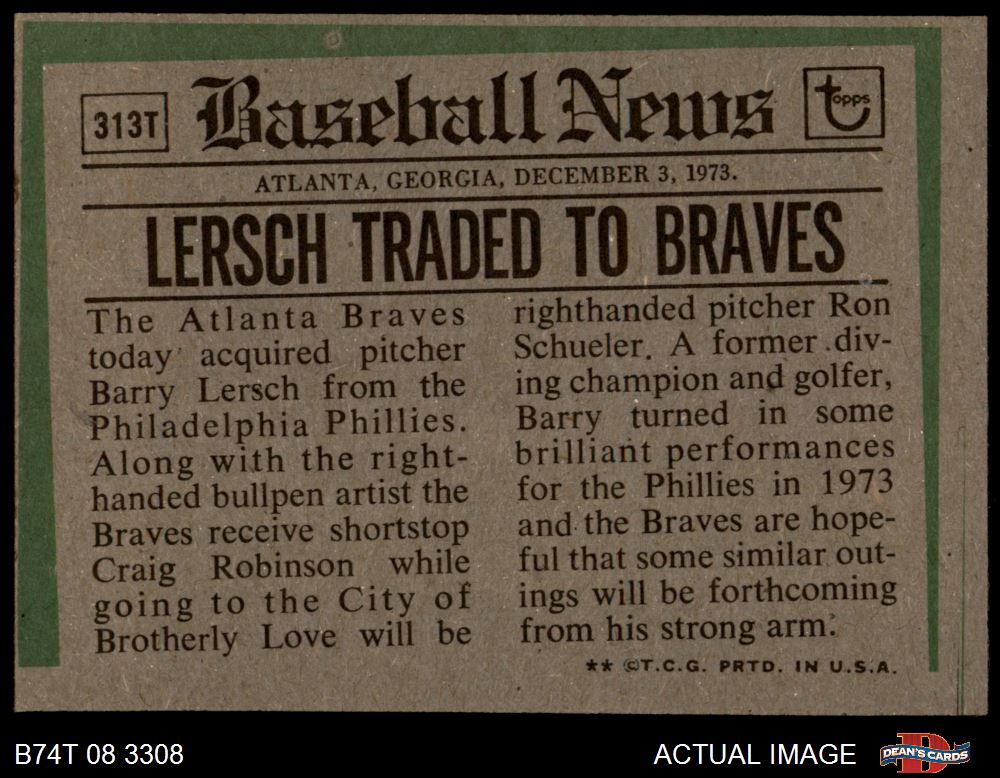 313T
Baseball News
topps
ATLANTA, GEORGIA, DECEMBER 3, 1973.
LERSCH TRADED TO BRAVES
The Atlanta Braves
today acquired pitcher
Barry Lersch from the
Philadelphia Phillies.
Along with the right-
handed bullpen artist the
Braves receive shortstop
Craig Robinson while
going to the City of
Brotherly Love will be
righthanded pitcher Ron
Schueler. A former div-
ing champion and golfer,
Barry turned in some
brilliant performances
for the Phillies in 1973
and the Braves are hope-
ful that some similar out-
ings will be forthcoming
from his strong arm.
** ©T.C.G. PRTD. IN U.S.A.
B74T 08 3308
ACTUAL IMAGE
D
DEAN'S CARDS